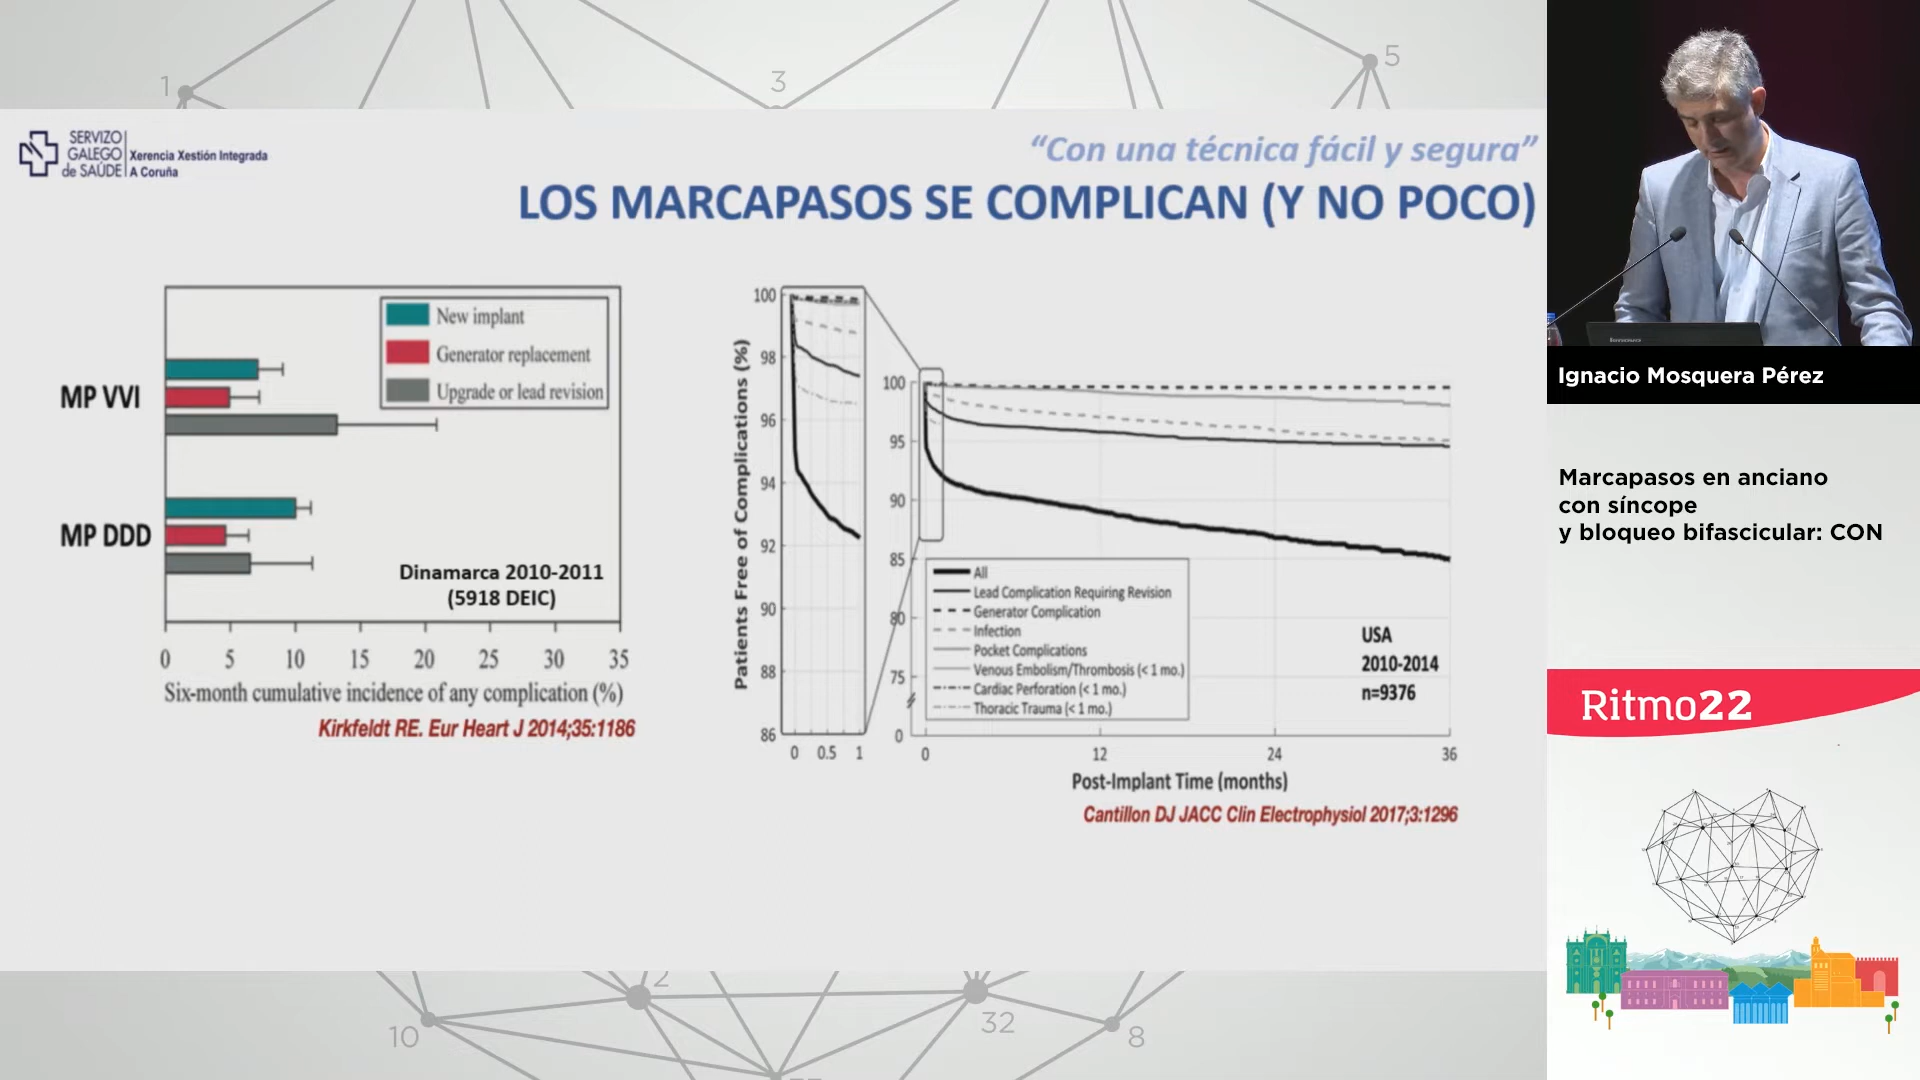 1
3
5
SERVIZO
GALEGO
de SAÚDE
Xerencia Xestión Integrada
A Coruña
“Con una técnica fácil y segura”
LOS MARCAPASOS SE COMPLICAN (Y NO POCO)
New implant
Generator replacement
Upgrade or lead revision
MP VVI
MP DDD
Dinamarca 2010-2011
(5918 DEIC)
0 5 10 15 20 25 30 35
Six-month cumulative incidence of any complication (%)
Kirkfeldt RE. Eur Heart J 2014;35:1186
Patients Free of Complications (%)
100
98
96
94
92
90
88
86
0 0.5 1
100
95
90
85
80
75
0
All
Lead Complication Requiring Revision
Generator Complication
Infection
Pocket Complications
Venous Embolism/Thrombosis (< 1 mo.)
Cardiac Perforation (< 1 mo.)
Thoracic Trauma (< 1 mo.)
USA
2010-2014
n=9376
0 12 24 36
Post-Implant Time (months)
Cantillon DJ JACC Clin Electrophysiol 2017;3:1296
2
10
32
8
Ignacio Mosquera Pérez
Marcapasos en anciano
con síncope
y bloqueo bifascicular: CON
Ritmo22